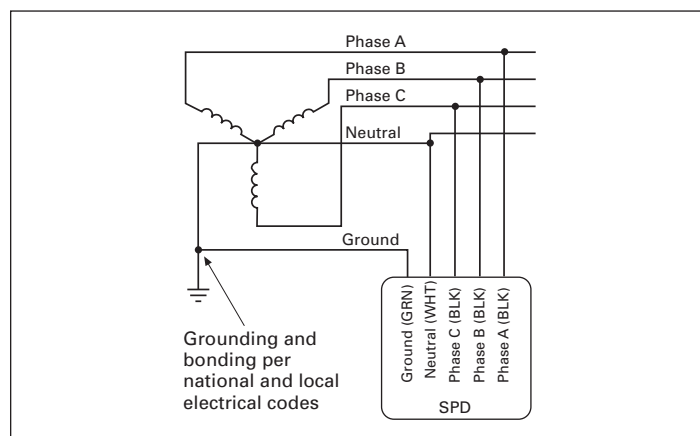 Phase A
Phase B
Phase C
Neutral
Ground
Grounding and
bonding per
national and local
electrical codes
Ground (GRN)
Neutral (WHT)
Phase C (BLK)
Phase B (BLK)
Phase A (BLK)
SPD